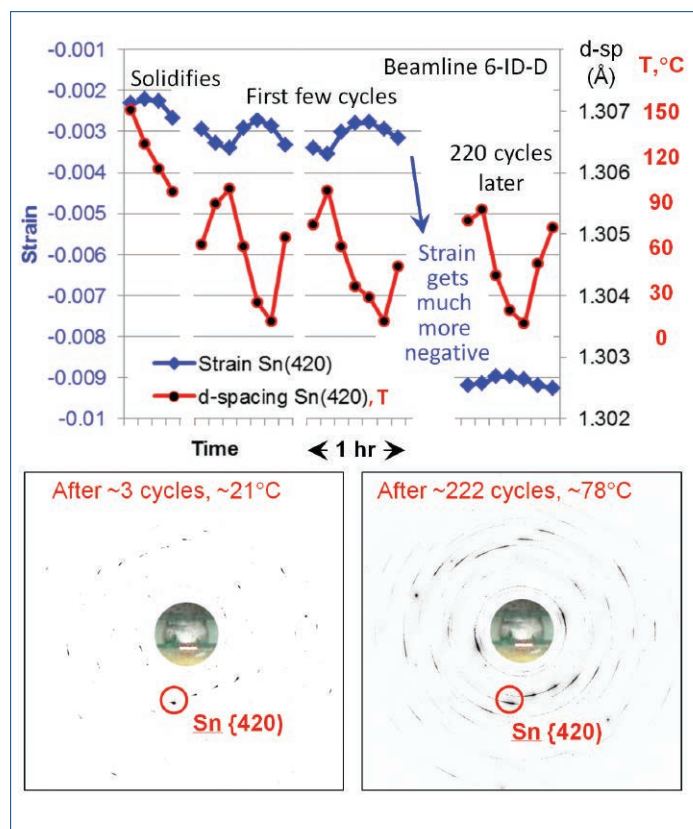 Beamline 6-ID-D
d-sp
(Å)
T,°C
Solidifies
First few cycles
220 cycles
later
Strain
gets
much
more
negative
Strain
-0.001
-0.002
-0.003
-0.004
-0.005
-0.006
-0.007
-0.008
-0.009
-0.01
1.307
1.306
1.305
1.304
1.303
1.302
150
120
90
60
30
0
Strain Sn(420)
d-spacing Sn(420), T
Time
1 hr
After ~3 cycles, ~21°C
Sn {420)
After ~222 cycles, ~78°C
Sn {420)